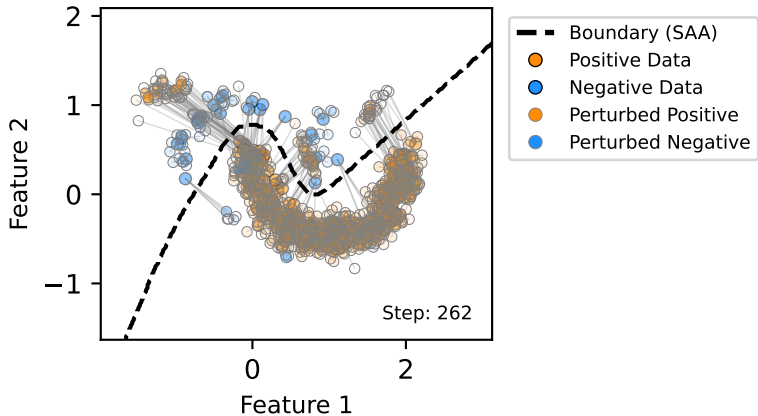 2
1
0
−1
Feature 2
0
2
Feature 1
Step: 262
Boundary (SAA)
Positive Data
Negative Data
Perturbed Positive
Perturbed Negative